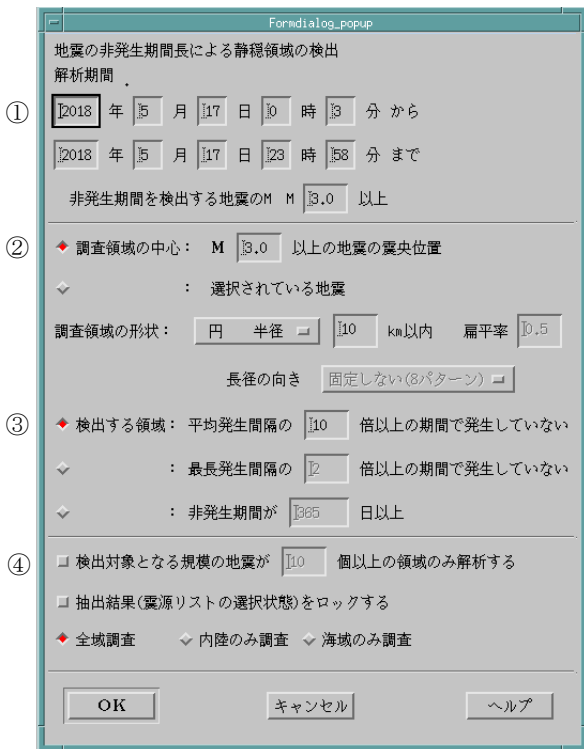 Formdialog_popup
地震の非発生期間長による静穏領域の検出
解析期間
① 2018 年 5 月 17 日 0 時 3 分 から
2018 年 5 月 17 日 23 時 58 分 まで
非発生期間を検出する地震のM M 3.0 以上
② 調査領域の中心： M 3.0 以上の地震の震央位置
： 選択されている地震
調査領域の形状： 円 半径 10 km以内 扁平率 0.5
長径の向き 固定しない(8パターン)
③ 検出する領域： 平均発生間隔の 10 倍以上の期間で発生していない
： 最長発生間隔の 2 倍以上の期間で発生していない
： 非発生期間が 365 日以上
④ 検出対象となる規模の地震が 10 個以上の領域のみ解析する
抽出結果(震源リストの選択状態)をロックする
全域調査 内陸のみ調査 海域のみ調査
OK キャンセル ヘルプ